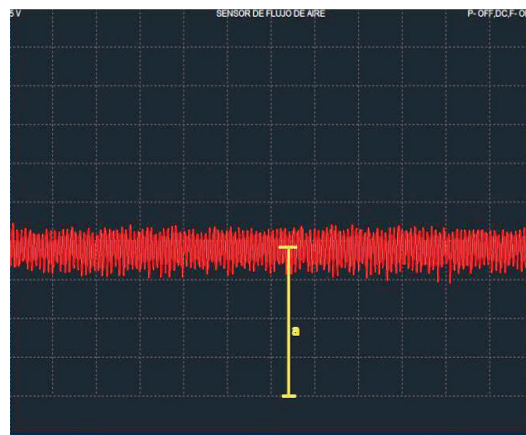 5 V SENSOR DE FLUJO DE AIRE P- OFF,DC,F- O
a